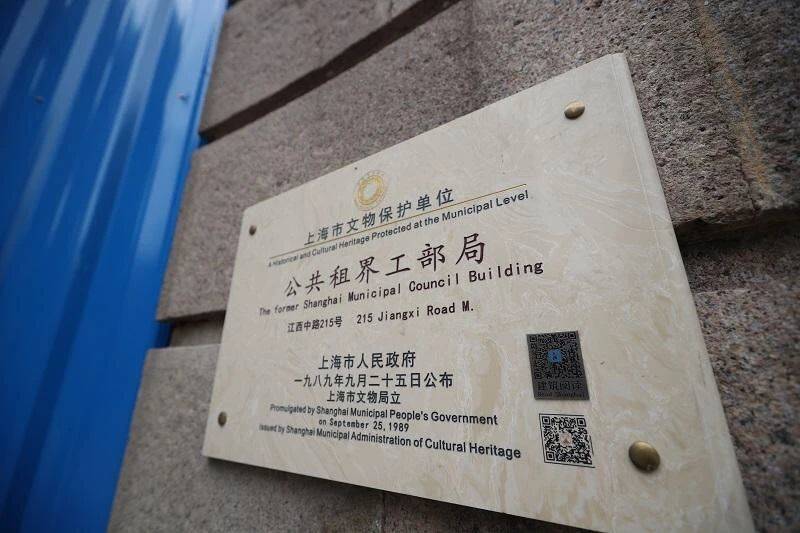 上海市文物保护单位
A Historical and Cultural Heritage Protected at the Municipal Level
公共租界工部局
The former Shanghai Municipal Council Building
江西中路215号 215 Jiangxi Road M.
上海市人民政府
一九八九年九月二十五日公布
上海市文物局立
Promulgated by Shanghai Municipal People's Government
on September 25, 1989
Issued by Shanghai Municipal Administration of Cultural Heritage
建筑阅读
Read Shanghai